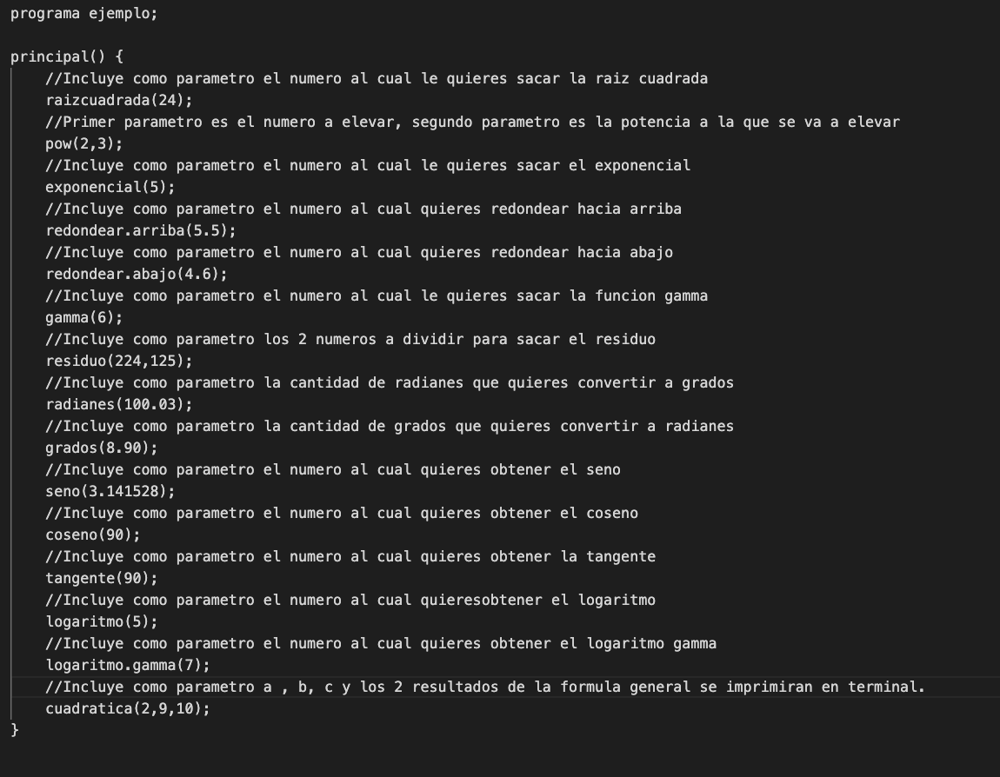 programa ejemplo;
principal() {
//Incluye como parametro el numero al cual le quieres sacar la raiz cuadrada
raizcuadrada(24);
//Primer parametro es el numero a elevar, segundo parametro es la potencia a la que se va a elevar
pow(2,3);
//Incluye como parametro el numero al cual le quieres sacar el exponencial
exponencial(5);
//Incluye como parametro el numero al cual quieres redondear hacia arriba
redondear.arriba(5.5);
//Incluye como parametro el numero al cual quieres redondear hacia abajo
redondear.abajo(4.6);
//Incluye como parametro el numero al cual le quieres sacar la funcion gamma
gamma(6);
//Incluye como parametro los 2 numeros a dividir para sacar el residuo
residuo(224,125);
//Incluye como parametro la cantidad de radianes que quieres convertir a grados
radianes(100.03);
//Incluye como parametro la cantidad de grados que quieres convertir a radianes
grados(8.90);
//Incluye como parametro el numero al cual quieres obtener el seno
seno(3.141528);
//Incluye como parametro el numero al cual quieres obtener el coseno
coseno(90);
//Incluye como parametro el numero al cual quieres obtener la tangente
tangente(90);
//Incluye como parametro el numero al cual quieresobtener el logaritmo
logaritmo(5);
//Incluye como parametro el numero al cual quieres obtener el logaritmo gamma
logaritmo.gamma(7);
//Incluye como parametro a , b, c y los 2 resultados de la formula general se imprimiran en terminal.
cuadratica(2,9,10);
}